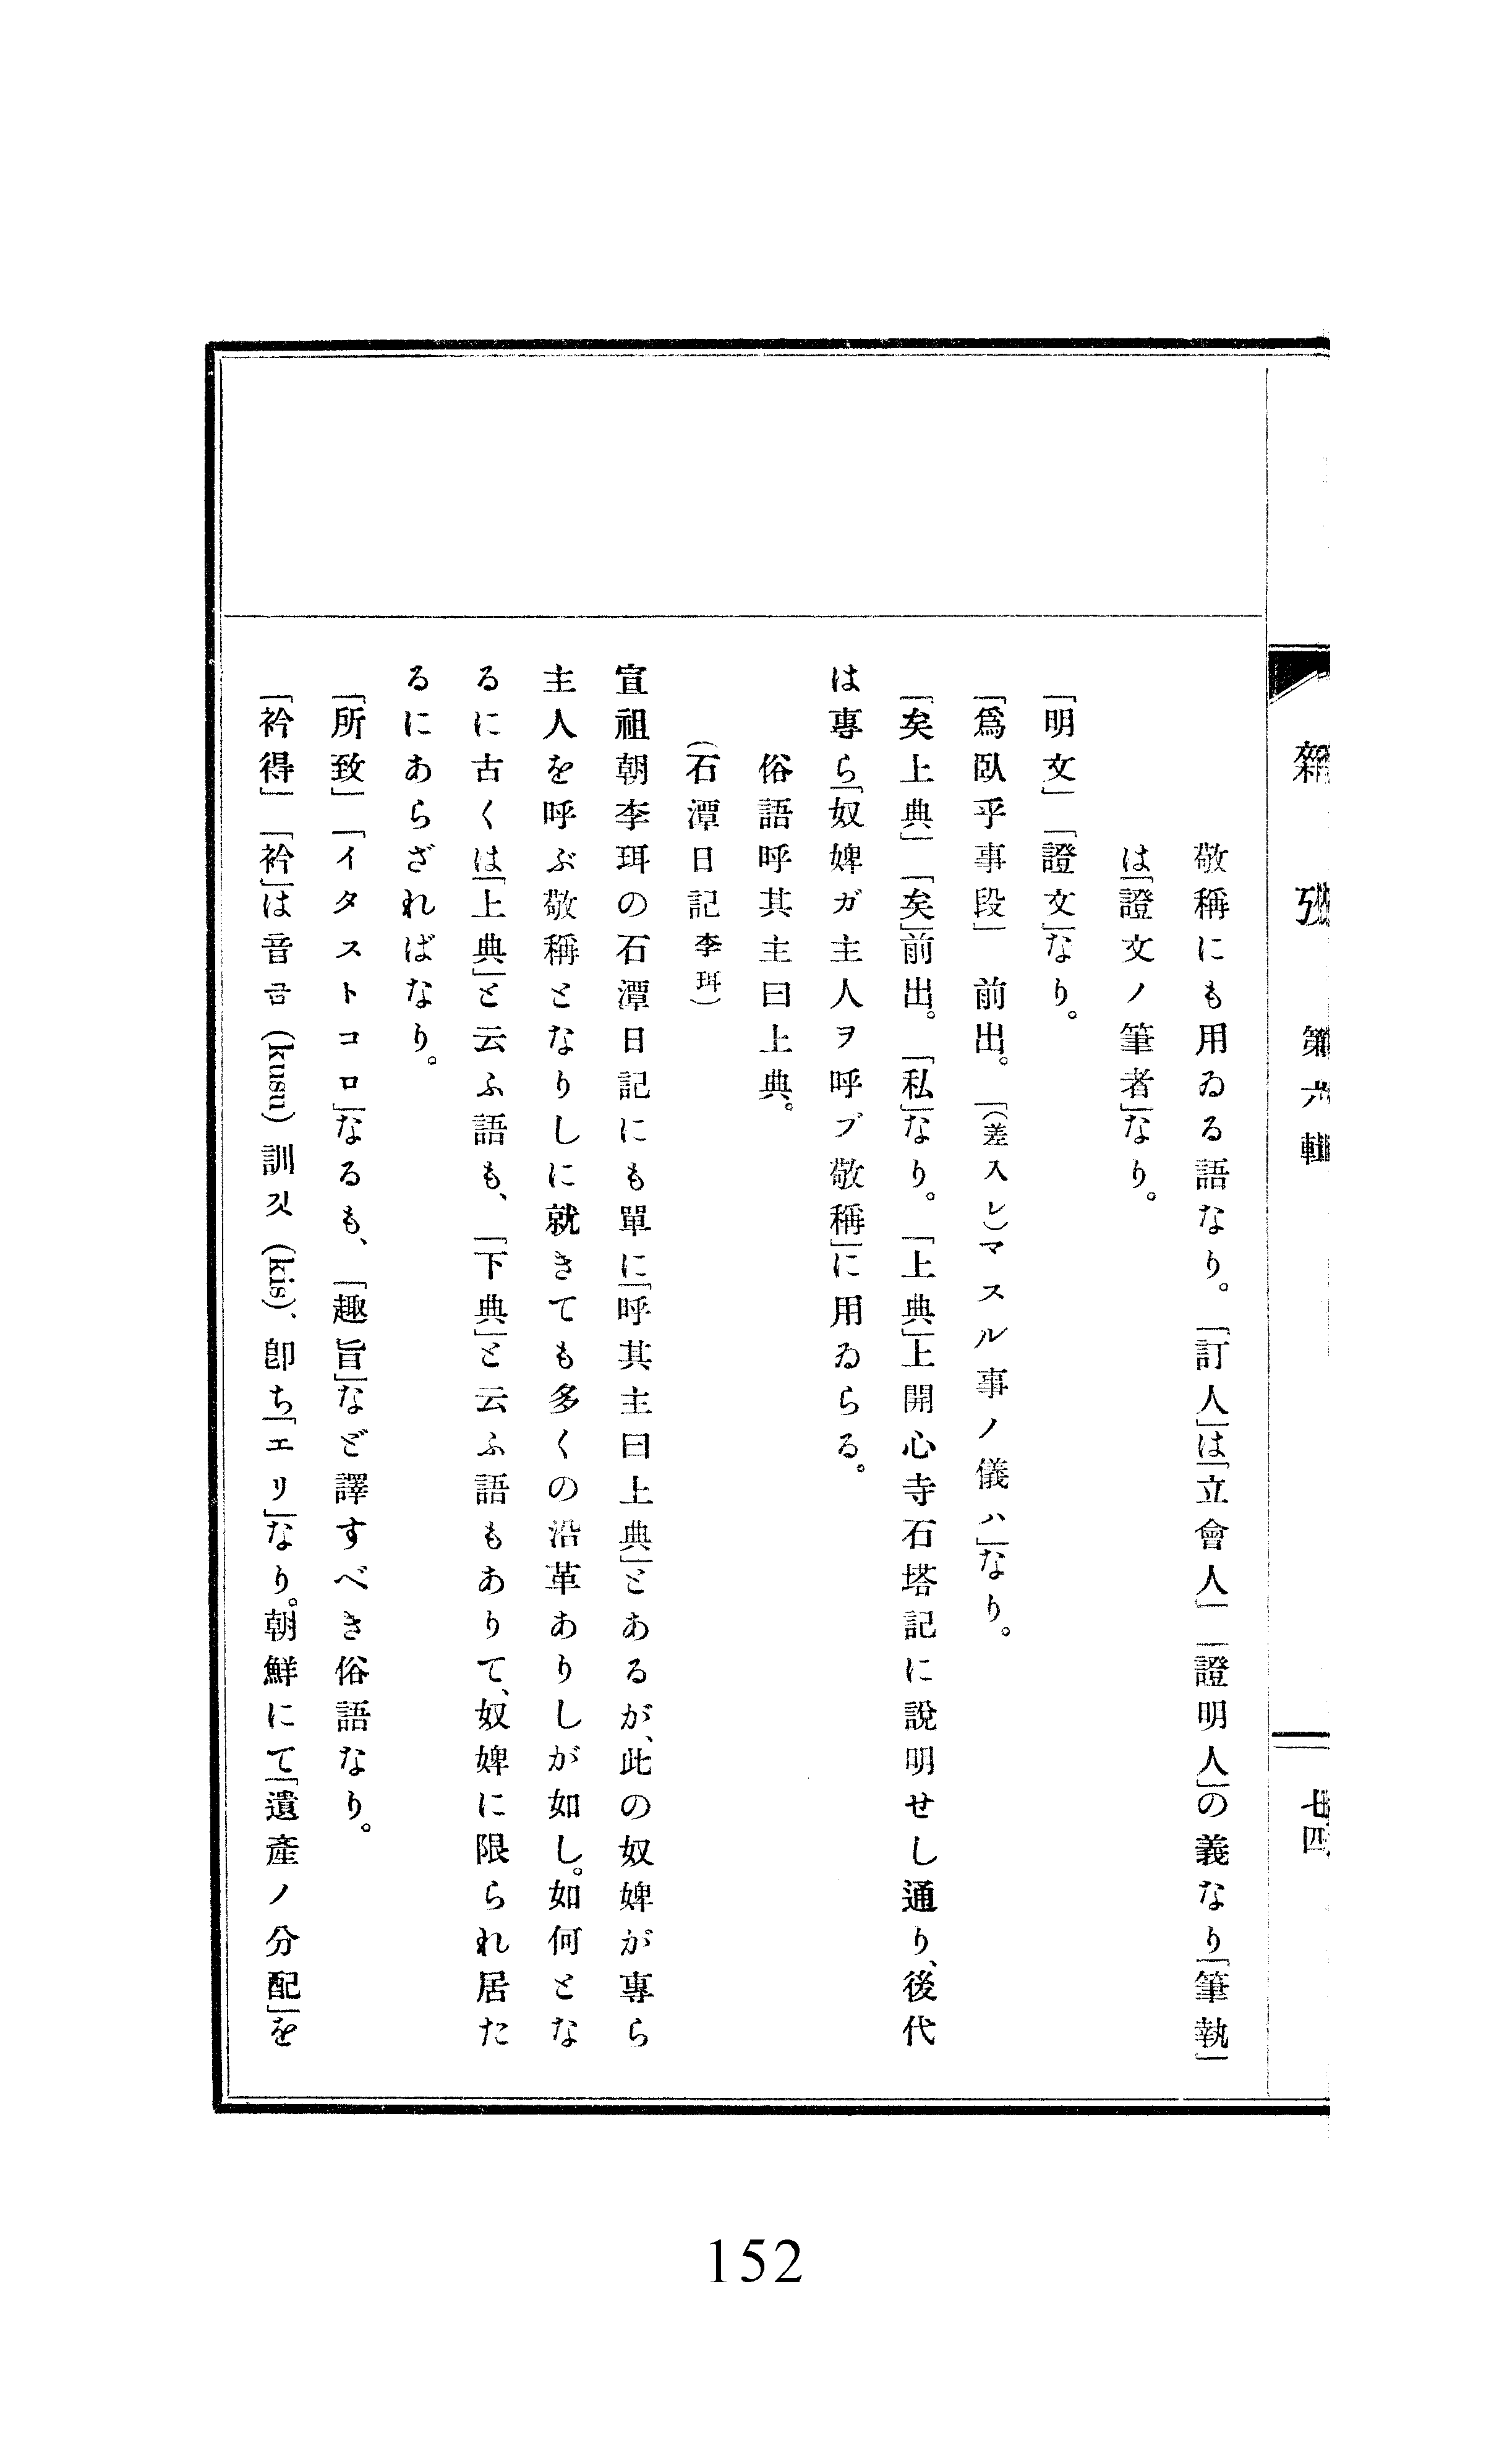 雜攷 第六輯 廿四
敬稱にも用ゐる語なり。「訂人」は「立會人」「證明人」の義なり「筆執」
は「證文ノ筆者」なり。
「明文」「證文」なり。
「爲臥乎事段」 前出。「(差入レ)マスル事ノ儀ハ」なり。
「矣上典」「矣」前出。「私」なり。「上典」上開心寺石塔記に說明せし通り、後代
は專ら「奴婢ガ主人ヲ呼ブ敬稱」に用ゐらる。
俗語呼其主曰上典。
(石潭日記李珥)
宣祖朝李珥の石潭日記にも單に「呼其主曰上典」とあるが、此の奴婢が專ら
主人を呼ぶ敬稱となりしに就きても多くの沿革ありしが如し。如何とな
るに古くは「上典」と云ふ語も、「下典」と云ふ語もありて、奴婢に限られ居た
るにあらざればなり。
「所致」「イタストコロ」なるも、「趣旨」など譯すべき俗語なり。
「衿得」「衿」は音금(kusu)訓깃(kis)、卽ち「エリ」なり。朝鮮にて「遺產ノ分配」を
152